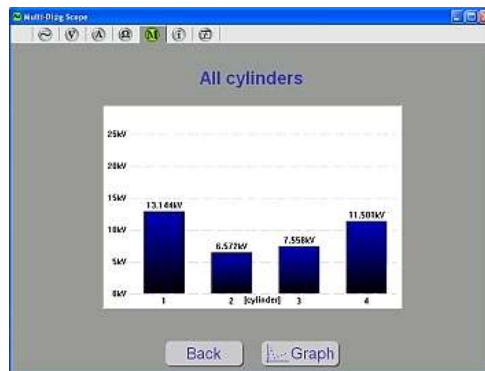 Multi-Diag Scope
V A Ω M i
All cylinders
25kV
20kV
15kV
10kV
5kV
0kV
13.144kV
6.572kV
7.558kV
11.501kV
1 2 [cylinder] 3 4
Back Graph